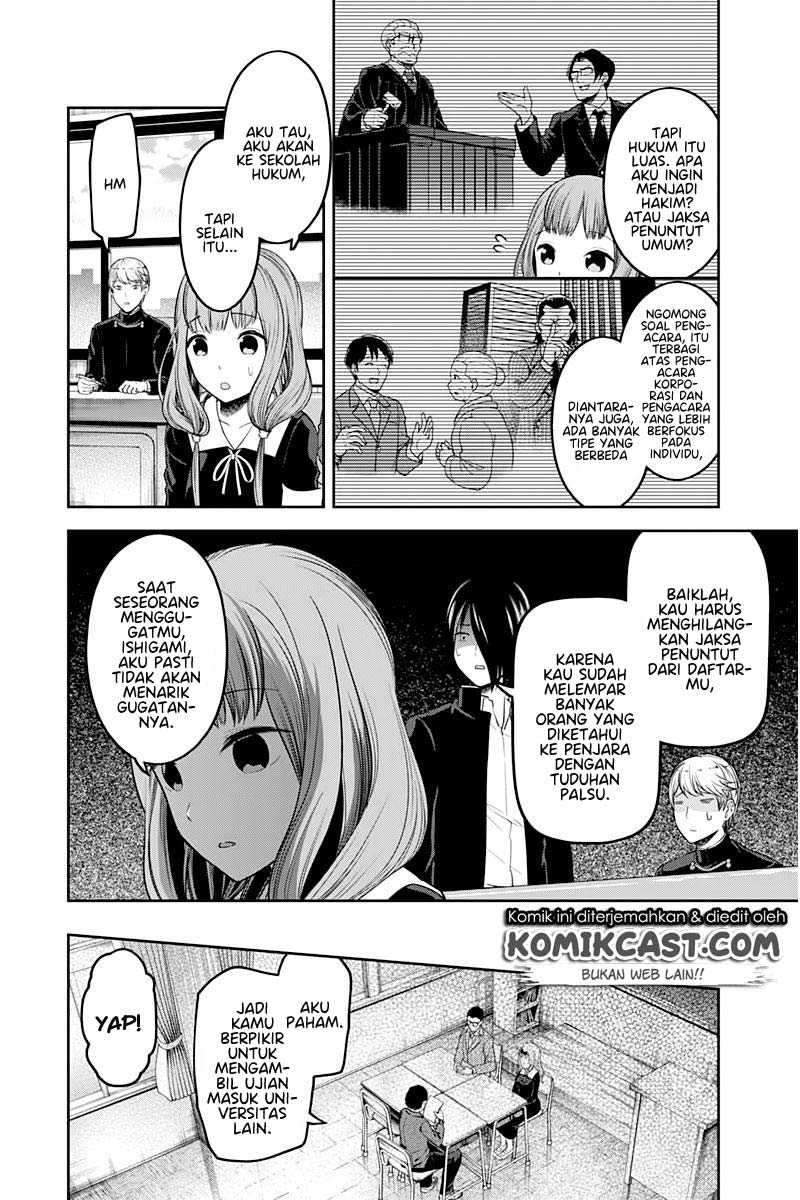 TAPI
HUKUM ITU
LUAS. APA
AKU INGIN
MENJADI
HAKIM?
ATAU JAKSA
PENUNTUT
UMUM?
NGOMONG
SOAL PENG-
ACARA, ITU
TERBAGI
ATAS PENG-
ACARA
KORPO-
RASI DAN
PENGACARA
YANG LEBIH
BERFOKUS
PADA
INDIVIDU,
DIANTARA-
NYA JUGA,
ADA BANYAK
TIPE YANG
BERBEDA
AKU TAU,
AKU AKAN
KE SEKOLAH
HUKUM,
TAPI
SELAIN
ITU...
HM
BAIKLAH,
KAU HARUS
MENGHILANG-
KAN JAKSA
PENUNTUT
DARI DAFTAR-
MU,
KARENA
KAU SUDAH
MELEMPAR
BANYAK
ORANG YANG
DIKETAHUI
KE PENJARA
DENGAN
TUDUHAN
PALSU.
SAAT
SESEORANG
MENGGU-
GATMU,
ISHIGAMI,
AKU PASTI
TIDAK AKAN
MENARIK
GUGATAN-
NYA.
Komik ini diterjemahkan & diedit oleh
KOMIKCAST.COM
BUKAN WEB LAIN!!
AKU
PAHAM.
JADI
KAMU
BERPIKIR
UNTUK
MENGAM-
BIL UJIAN
MASUK UNI-
VERSITAS
LAIN.
YAP!